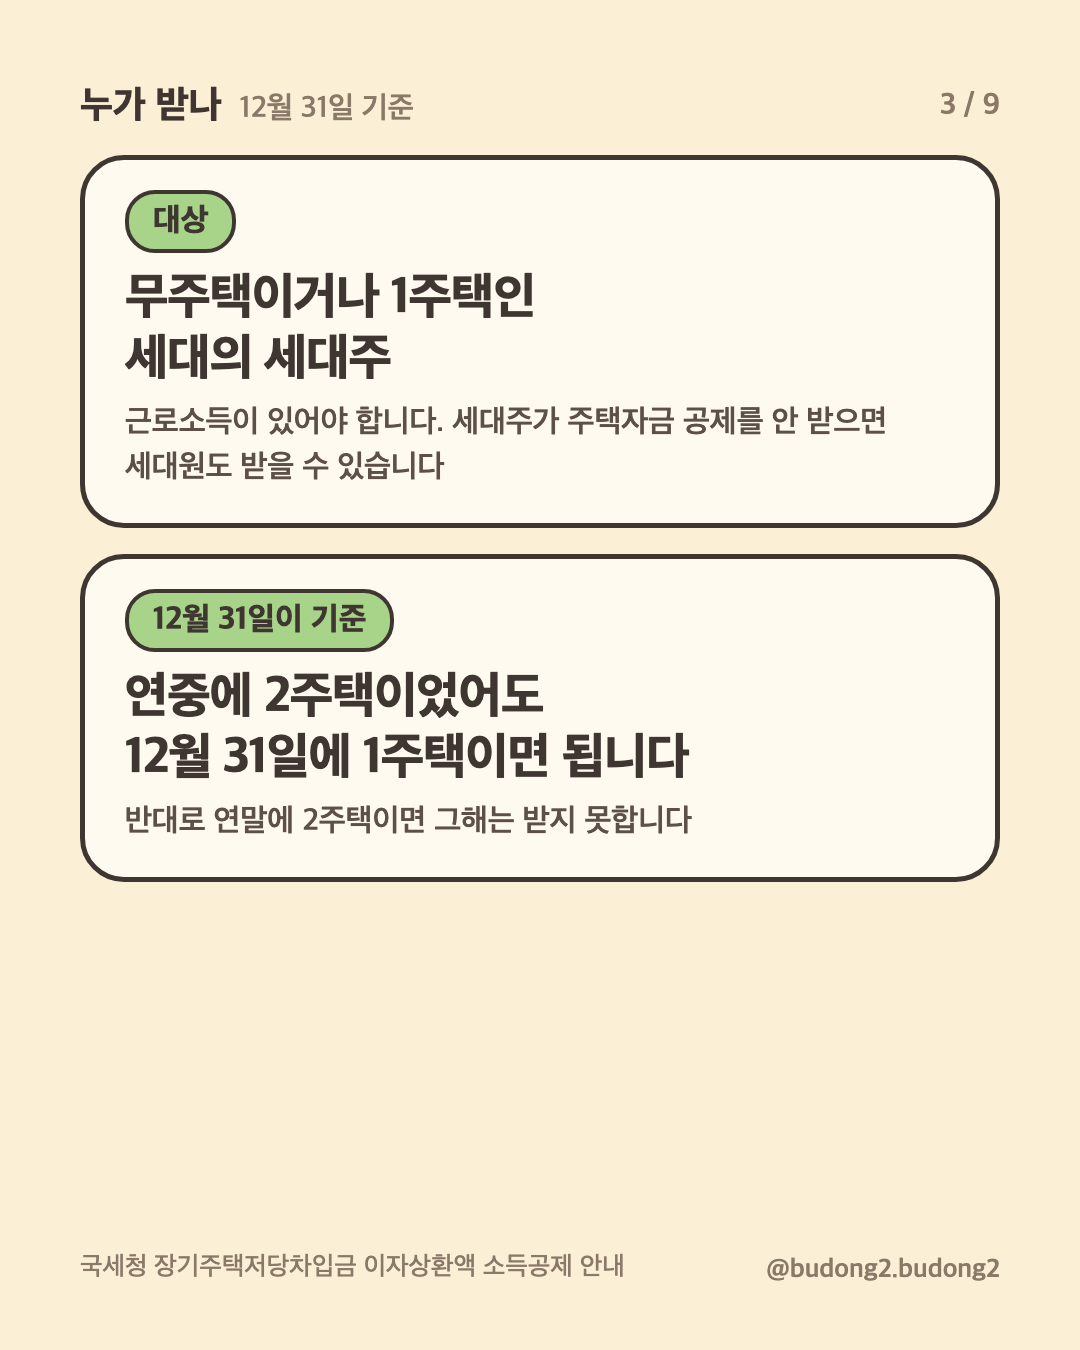 누가 받나 12월 31일 기준
3 / 9
대상
무주택이거나 1주택인
세대의 세대주
근로소득이 있어야 합니다. 세대주가 주택자금 공제를 안 받으면
세대원도 받을 수 있습니다
12월 31일이 기준
연중에 2주택이었어도
12월 31일에 1주택이면 됩니다
반대로 연말에 2주택이면 그해는 받지 못합니다
국세청 장기주택저당차입금 이자상환액 소득공제 안내
@budong2.budong2